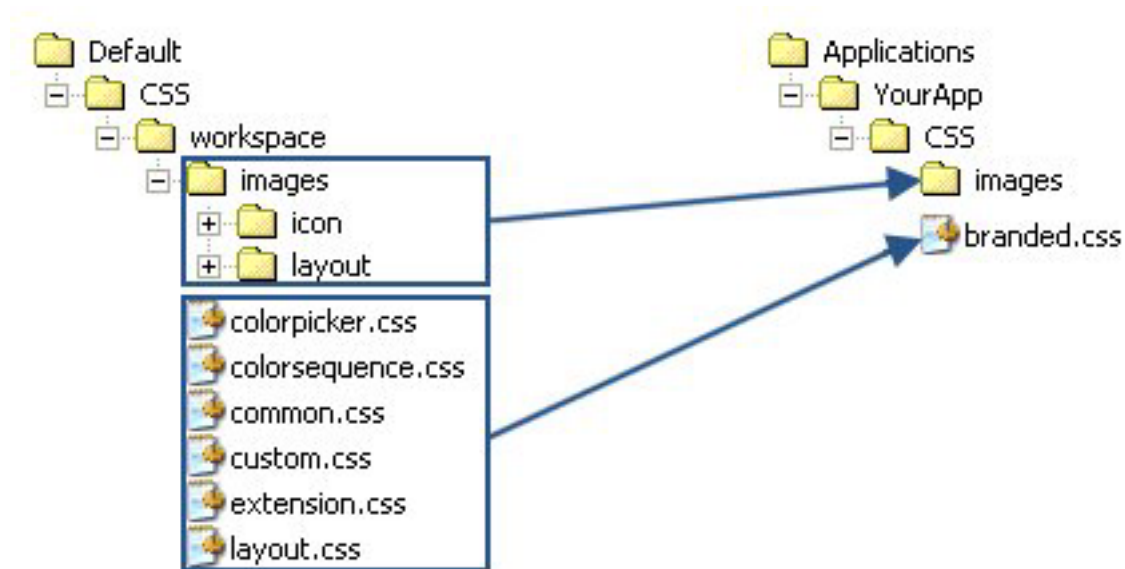 Default
CSS
workspace
images
icon
layout
colorpicker.css
colorsequence.css
common.css
custom.css
extension.css
layout.css
Applications
YourApp
CSS
images
branded.css